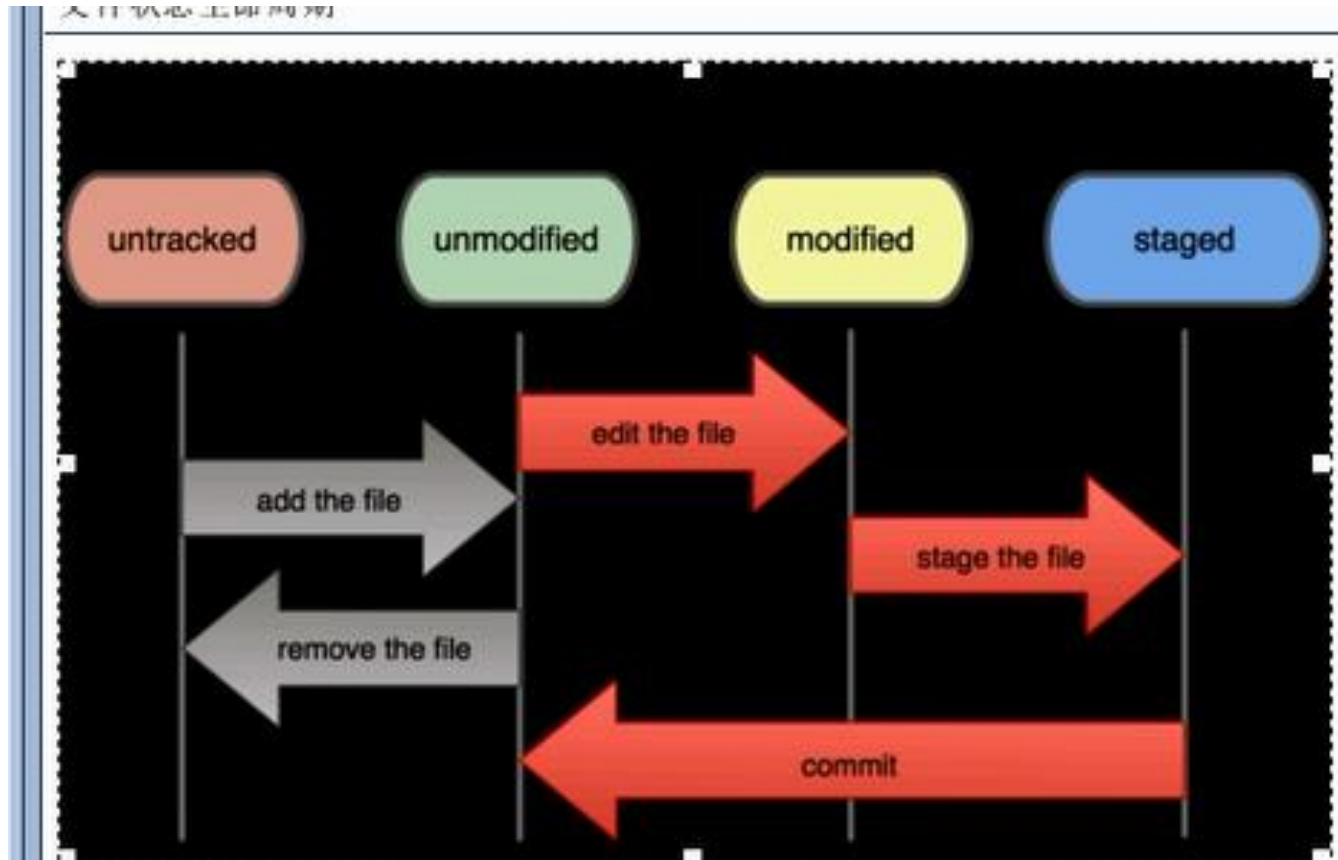 untracked
unmodified
modified
staged
edit the file
add the file
stage the file
remove the file
commit